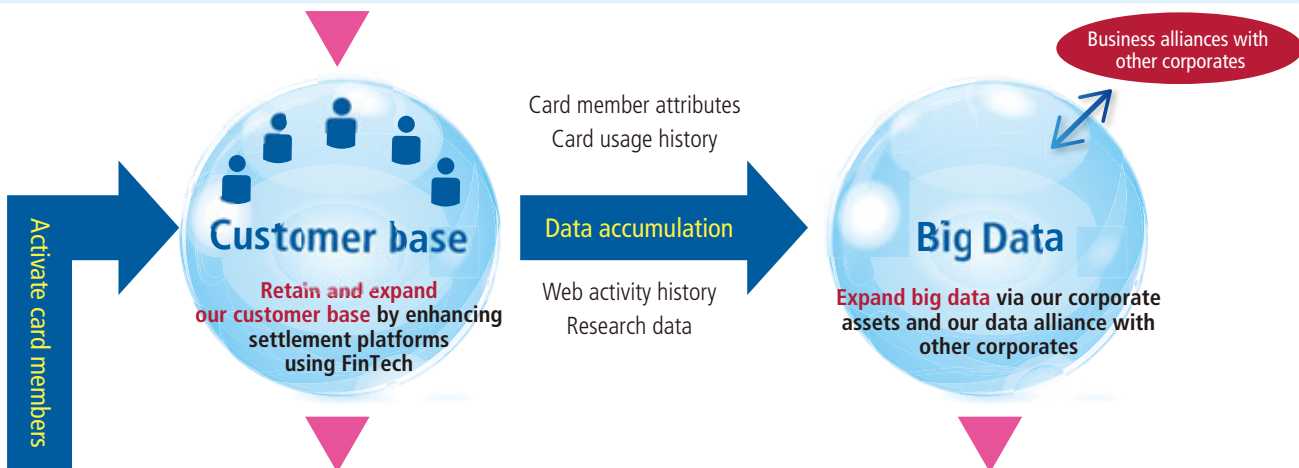 Business alliances with
other corporates
Activate card members
Customer base
Retain and expand
our customer base by enhancing
settlement platforms
using FinTech
Card member attributes
Card usage history
Data accumulation
Web activity history
Research data
Big Data
Expand big data via our corporate
assets and our data alliance with
other corporates